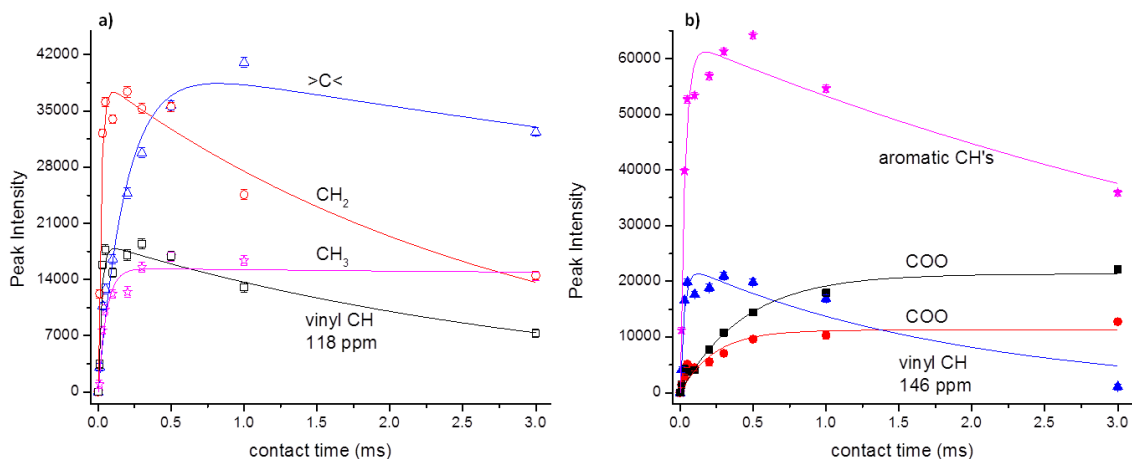 a)
42000
35000
28000
21000
14000
7000
0
Peak Intensity
>C<
CH2
CH3
vinyl CH
118 ppm
0.0 0.5 1.0 1.5 2.0 2.5 3.0
contact time (ms)
b)
60000
50000
40000
30000
20000
10000
0
Peak Intensity
aromatic CH's
COO
COO
vinyl CH
146 ppm
0.0 0.5 1.0 1.5 2.0 2.5 3.0
contact time (ms)